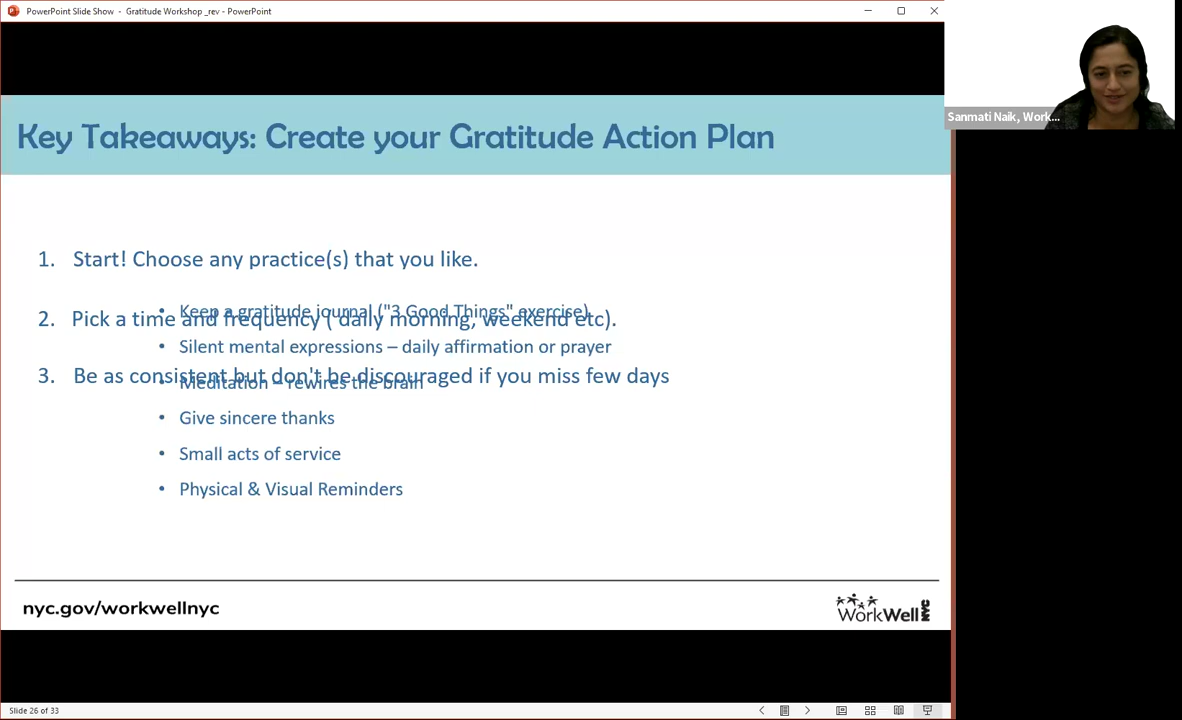 PowerPoint Slide Show - Gratitude Workshop _rev - PowerPoint
Sanmati Naik, Work...
Key Takeaways: Create your Gratitude Action Plan
1. Start! Choose any practice(s) that you like.
• Keep a gratitude journal ("3 Good Things" exercise)
2. Pick a time and frequency ( daily morning, weekend etc).
• Silent mental expressions – daily affirmation or prayer
3. Be as consistent but don't be discouraged if you miss few days
• Meditation – rewires the brain
• Give sincere thanks
• Small acts of service
• Physical & Visual Reminders
nyc.gov/workwellnyc
WorkWell NYC
Slide 26 of 33